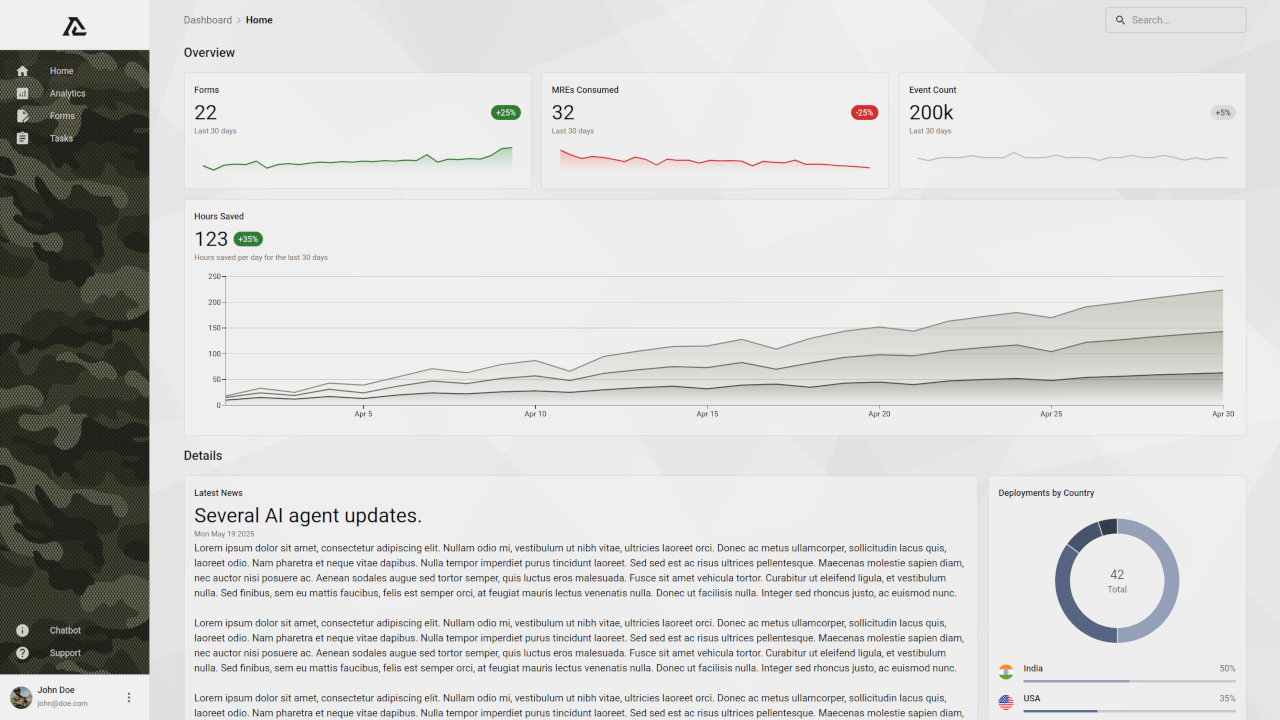 Dashboard > Home
Search...
Home
Analytics
Forms
Tasks
Chatbot
Support
John Doe
john@doe.com
Overview
Forms
22
+25%
Last 30 days
MREs Consumed
32
-25%
Last 30 days
Event Count
200k
+5%
Last 30 days
Hours Saved
123 +35%
Hours saved per day for the last 30 days
250
200
150
100
50
0
Apr 5 Apr 10 Apr 15 Apr 20 Apr 25 Apr 30
Details
Latest News
Several AI agent updates.
Mon May 19 2025
Lorem ipsum dolor sit amet, consectetur adipiscing elit. Nullam odio mi, vestibulum ut nibh vitae, ultricies laoreet orci. Donec ac metus ullamcorper, sollicitudin lacus quis,
laoreet odio. Nam pharetra et neque vitae dapibus. Nulla tempor imperdiet purus tincidunt laoreet. Sed sed est ac risus ultrices pellentesque. Maecenas molestie sapien diam,
nec auctor nisi posuere ac. Aenean sodales augue sed tortor semper, quis luctus eros malesuada. Fusce sit amet vehicula tortor. Curabitur ut eleifend ligula, et vestibulum
nulla. Sed finibus, sem eu mattis faucibus, felis est semper orci, at feugiat mauris lectus venenatis nulla. Donec ut facilisis nulla. Integer sed rhoncus justo, ac euismod nunc.
Lorem ipsum dolor sit amet, consectetur adipiscing elit. Nullam odio mi, vestibulum ut nibh vitae, ultricies laoreet orci. Donec ac metus ullamcorper, sollicitudin lacus quis,
laoreet odio. Nam pharetra et neque vitae dapibus. Nulla tempor imperdiet purus tincidunt laoreet. Sed sed est ac risus ultrices pellentesque. Maecenas molestie sapien diam,
nec auctor nisi posuere ac. Aenean sodales augue sed tortor semper, quis luctus eros malesuada. Fusce sit amet vehicula tortor. Curabitur ut eleifend ligula, et vestibulum
nulla. Sed finibus, sem eu mattis faucibus, felis est semper orci, at feugiat mauris lectus venenatis nulla. Donec ut facilisis nulla. Integer sed rhoncus justo, ac euismod nunc.
Lorem ipsum dolor sit amet, consectetur adipiscing elit. Nullam odio mi, vestibulum ut nibh vitae, ultricies laoreet orci. Donec ac metus ullamcorper, sollicitudin lacus quis,
laoreet odio. Nam pharetra et neque vitae dapibus. Nulla tempor imperdiet purus tincidunt laoreet. Sed sed est ac risus ultrices pellentesque. Maecenas molestie sapien diam,
Deployments by Country
42
Total
India 50%
USA 35%